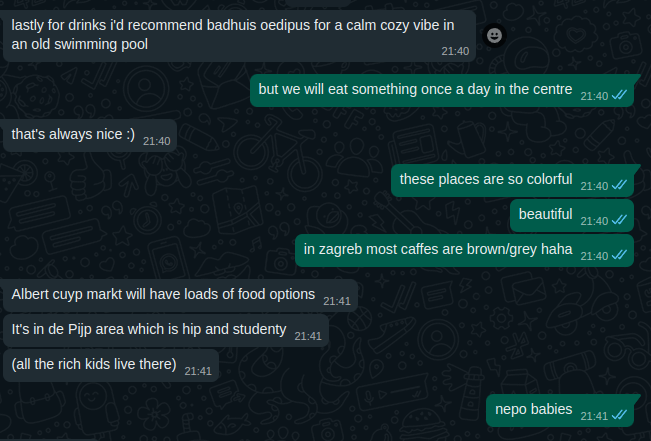 lastly for drinks i'd recommend badhuis oedipus for a calm cozy vibe in
an old swimming pool
21:40
but we will eat something once a day in the centre 21:40
that's always nice :) 21:40
these places are so colorful 21:40
beautiful 21:40
in zagreb most caffes are brown/grey haha 21:40
Albert cuyp markt will have loads of food options 21:41
It's in de Pijp area which is hip and studenty 21:41
(all the rich kids live there) 21:41
nepo babies 21:41